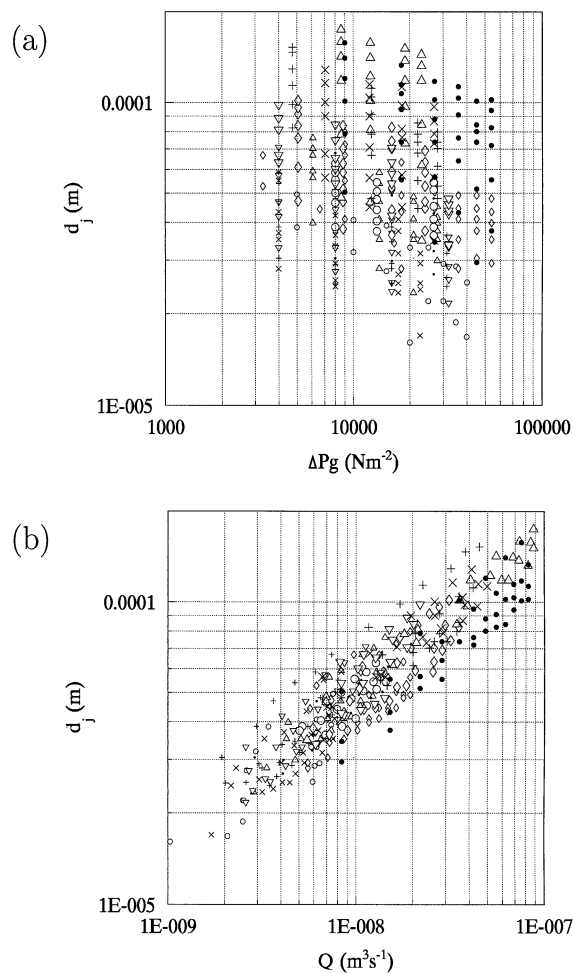 (a)
0.0001
d_j (m)
1E-005
1000 10000 100000
ΔPg (Nm⁻²)
(b)
0.0001
d_j (m)
1E-005
1E-009 1E-008 1E-007
Q (m³s⁻¹)